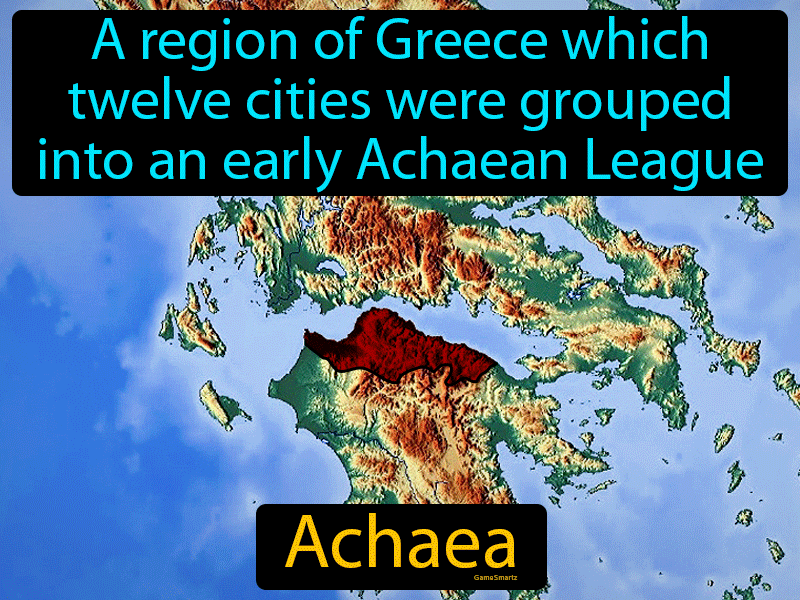 A region of Greece which
twelve cities were grouped
into an early Achaean League
Achaea
GameSmartz